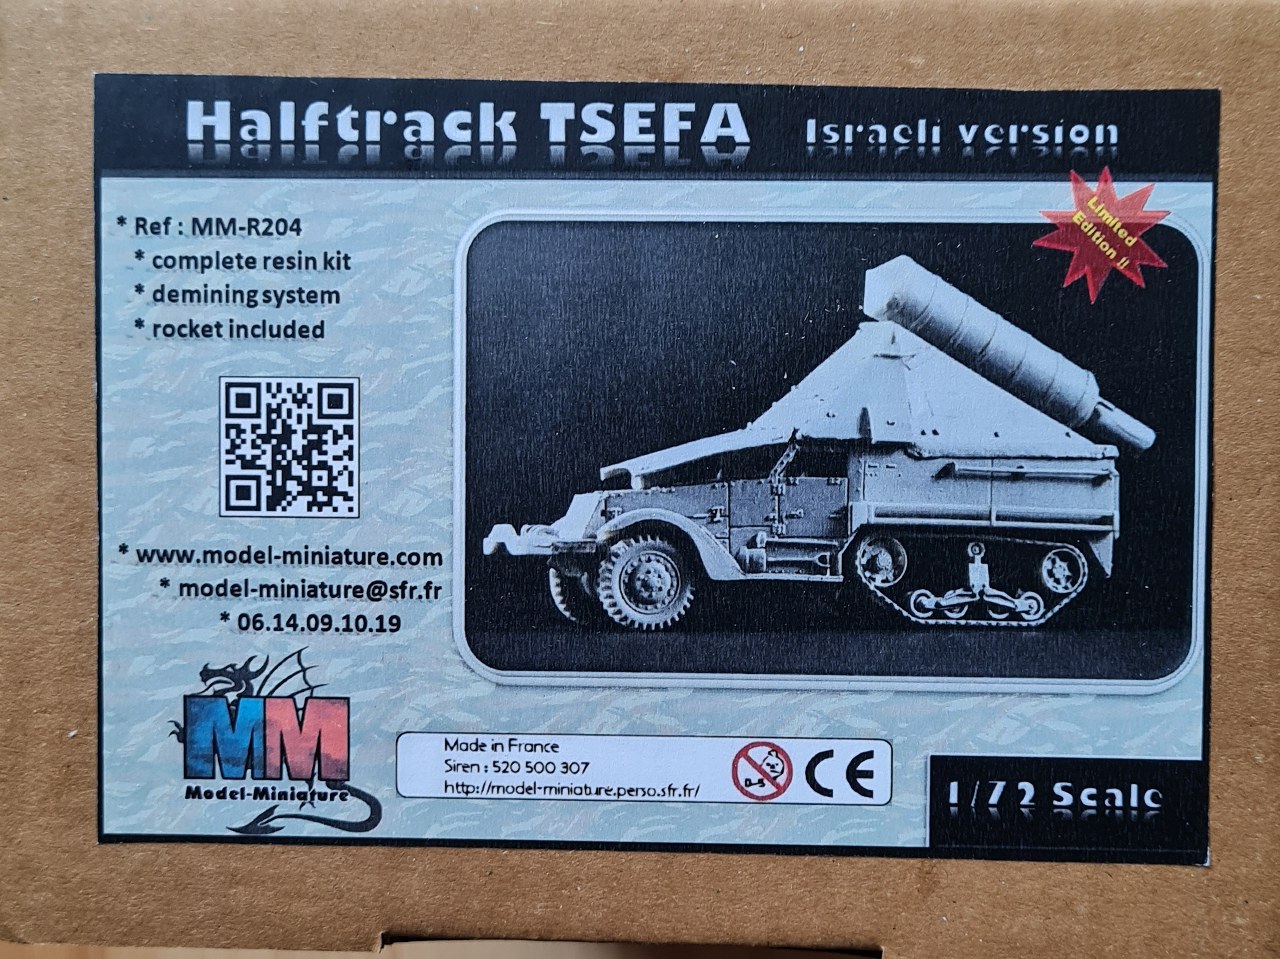 Halftrack TSEFA Israeli version
Limited
Edition !!
* Ref : MM-R204
* complete resin kit
* demining system
* rocket included
* www.model-miniature.com
* model-miniature@sfr.fr
* 06.14.09.10.19
MM
Model-Miniature
Made in France
Siren : 520 500 307
http://model-miniature.perso.sfr.fr/
0-3
CE
1/72 Scale